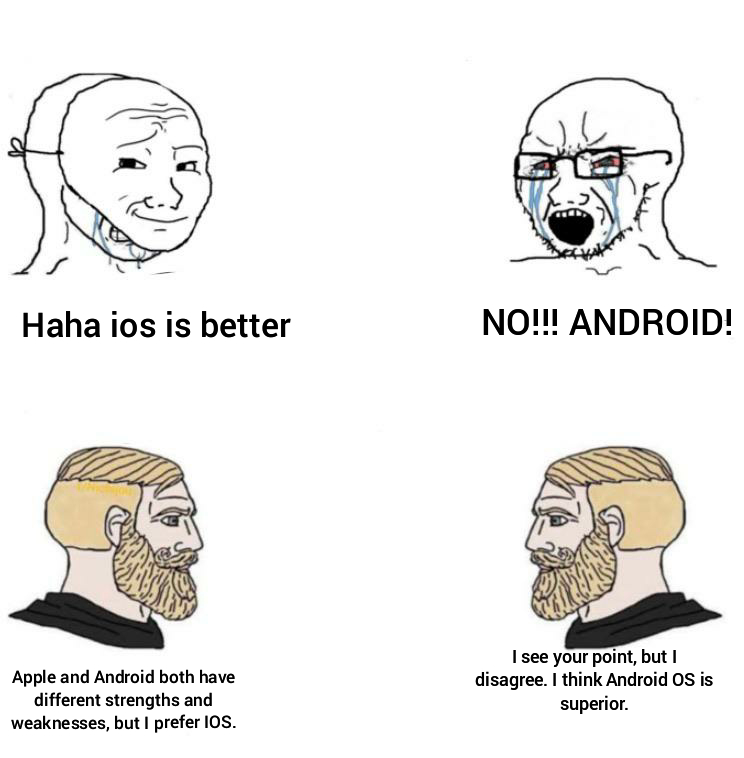 Haha ios is better
NO!!! ANDROID!
Apple and Android both have
different strengths and
weaknesses, but I prefer IOS.
I see your point, but I
disagree. I think Android OS is
superior.